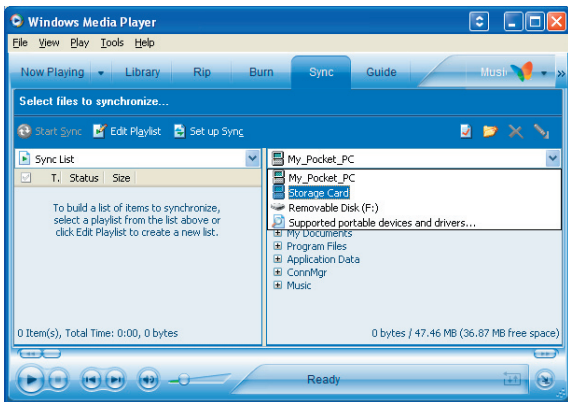 Windows Media Player
File View Play Tools Help
Now Playing Library Rip Burn Sync Guide Music
Select files to synchronize...
Start Sync Edit Playlist Set up Sync
Sync List
My_Pocket_PC
T. Status Size
My_Pocket_PC
Storage Card
Removable Disk (F:)
Supported portable devices and drivers...
To build a list of items to synchronize,
select a playlist from the list above or
click Edit Playlist to create a new list.
My Documents
Program Files
Application Data
ConnMgr
Music
0 Item(s), Total Time: 0:00, 0 bytes
0 bytes / 47.46 MB (36.87 MB free space)
Ready